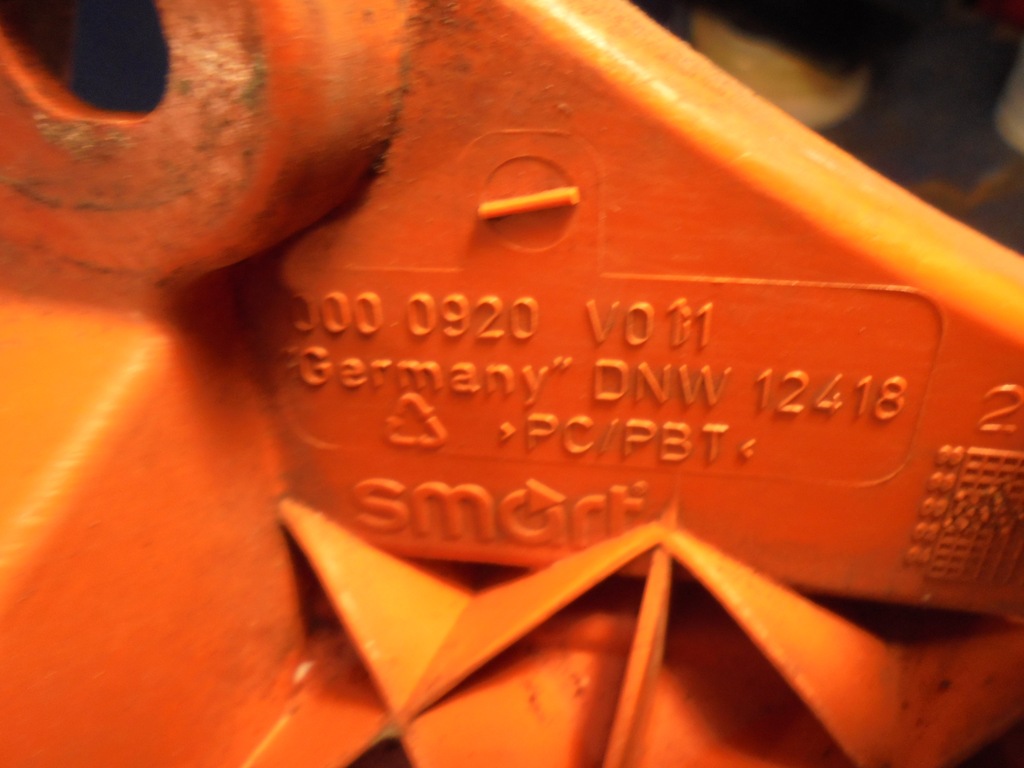 000 0920 V011
"Germany" DNW 12418
>PC/PBT<
smart
2